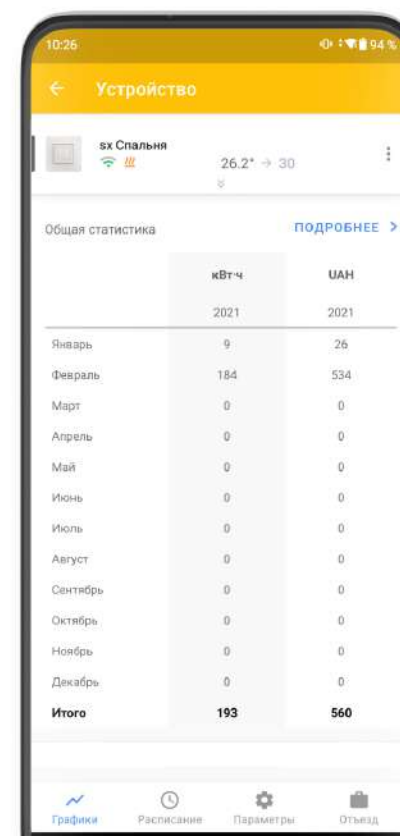 10:26 94 %
Устройство
sx Спальня
26.2° → 30
Общая статистика ПОДРОБНЕЕ >
кВт·ч UAH
2021 2021
Январь 9 26
Февраль 184 534
Март 0 0
Апрель 0 0
Май 0 0
Июнь 0 0
Июль 0 0
Август 0 0
Сентябрь 0 0
Октябрь 0 0
Ноябрь 0 0
Декабрь 0 0
Итого 193 560
Графики Расписание Параметры Отъезд